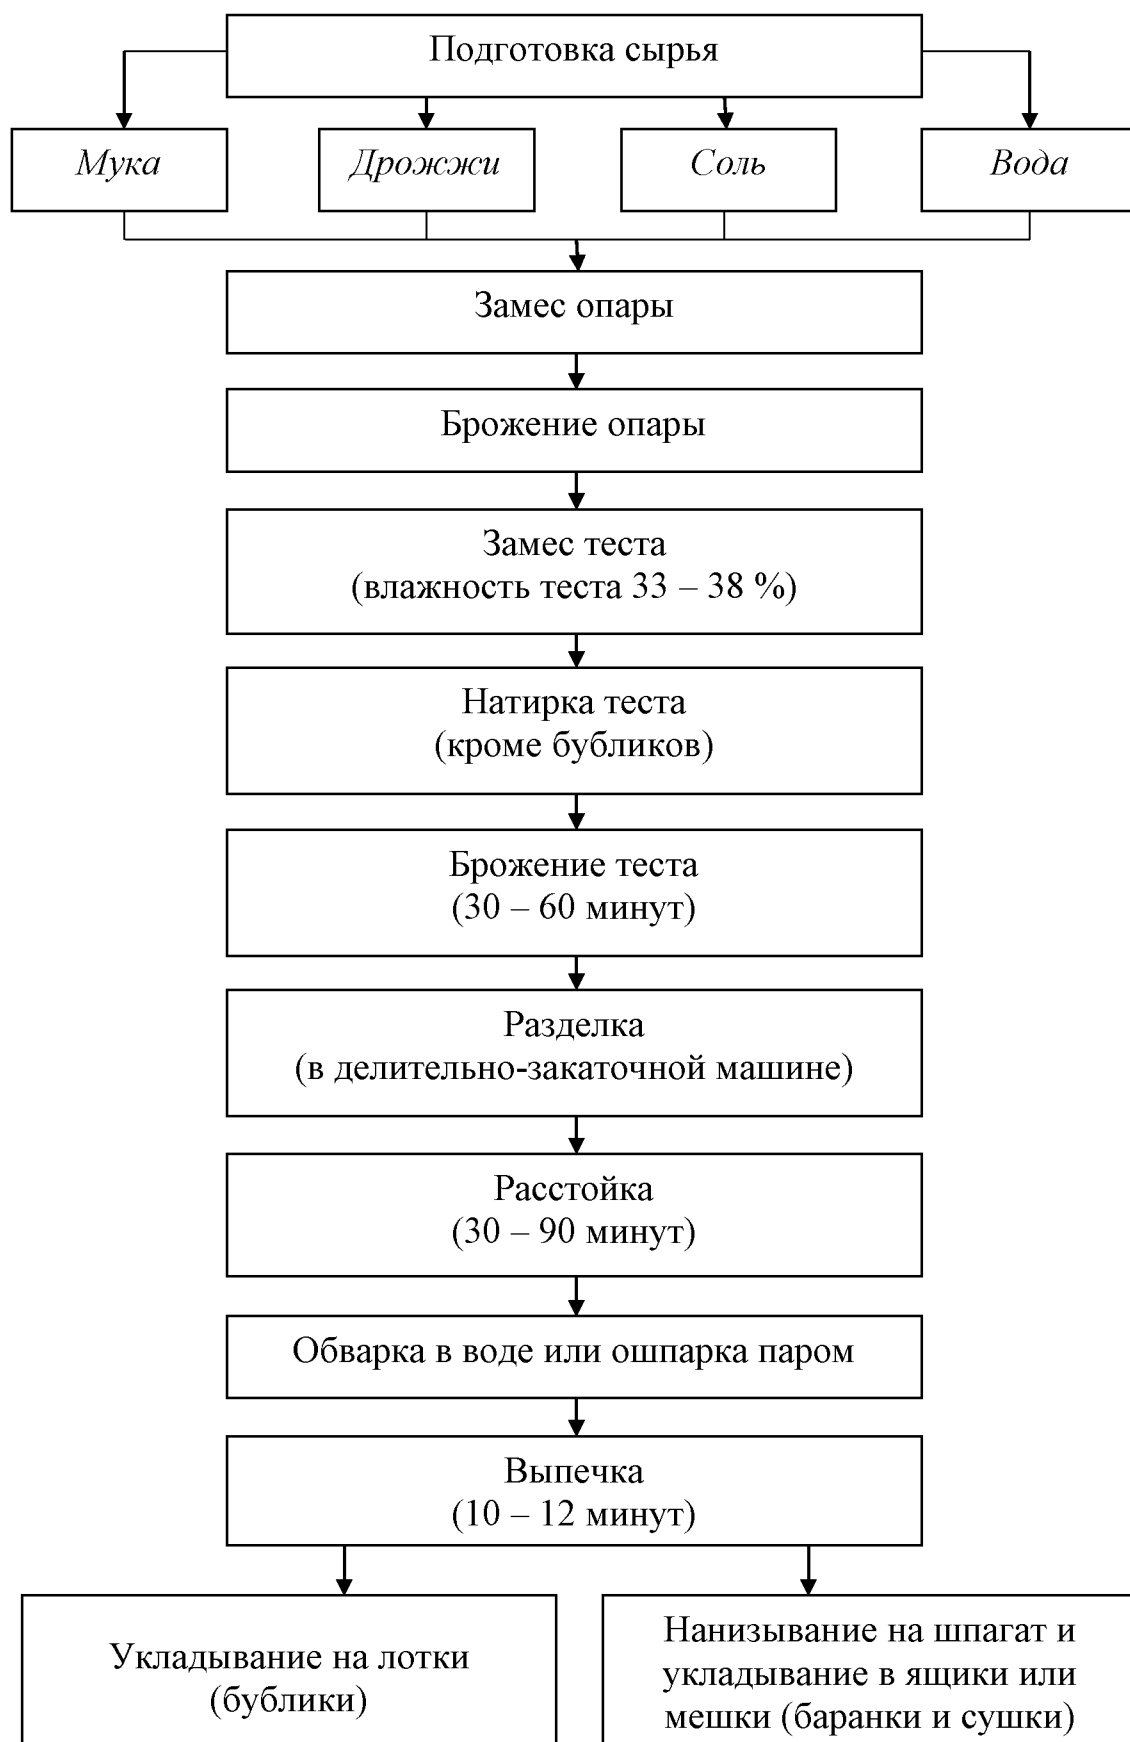 Подготовка сырья
Мука
Дрожжи
Соль
Вода
Замес опары
Брожение опары
Замес теста
(влажность теста 33 – 38 %)
Натирка теста
(кроме бубликов)
Брожение теста
(30 – 60 минут)
Разделка
(в делительно-закаточной машине)
Расстойка
(30 – 90 минут)
Обварка в воде или ошпарка паром
Выпечка
(10 – 12 минут)
Укладывание на лотки
(бублики)
Нанизывание на шпагат и
укладывание в ящики или
мешки (баранки и сушки)